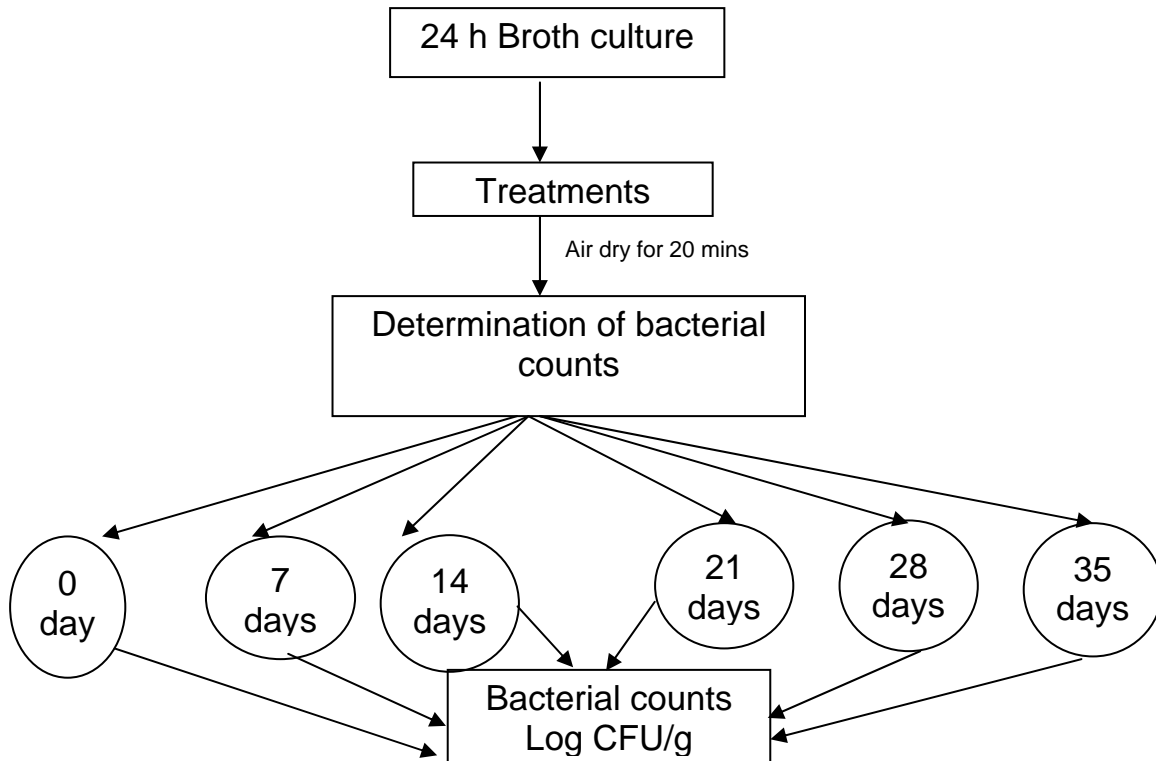 24 h Broth culture
Treatments
Air dry for 20 mins
Determination of bacterial
counts
0
day
7
days
14
days
21
days
28
days
35
days
Bacterial counts
Log CFU/g